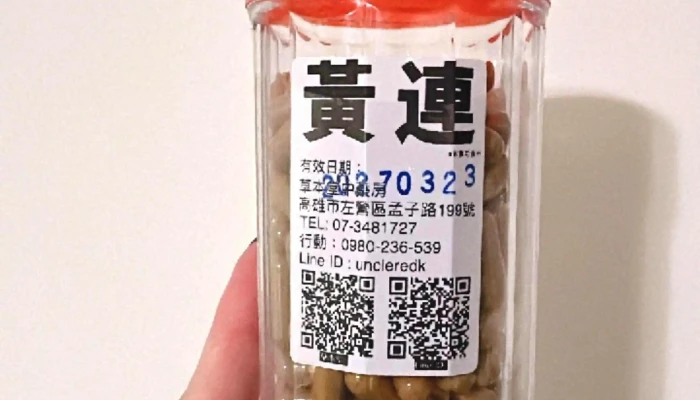 黃連
有效日期：
20270323
草本屋中藥房
高雄市左營區孟子路199號
TEL: 07-3481727
行動：0980-236-539
Line ID : uncleredk